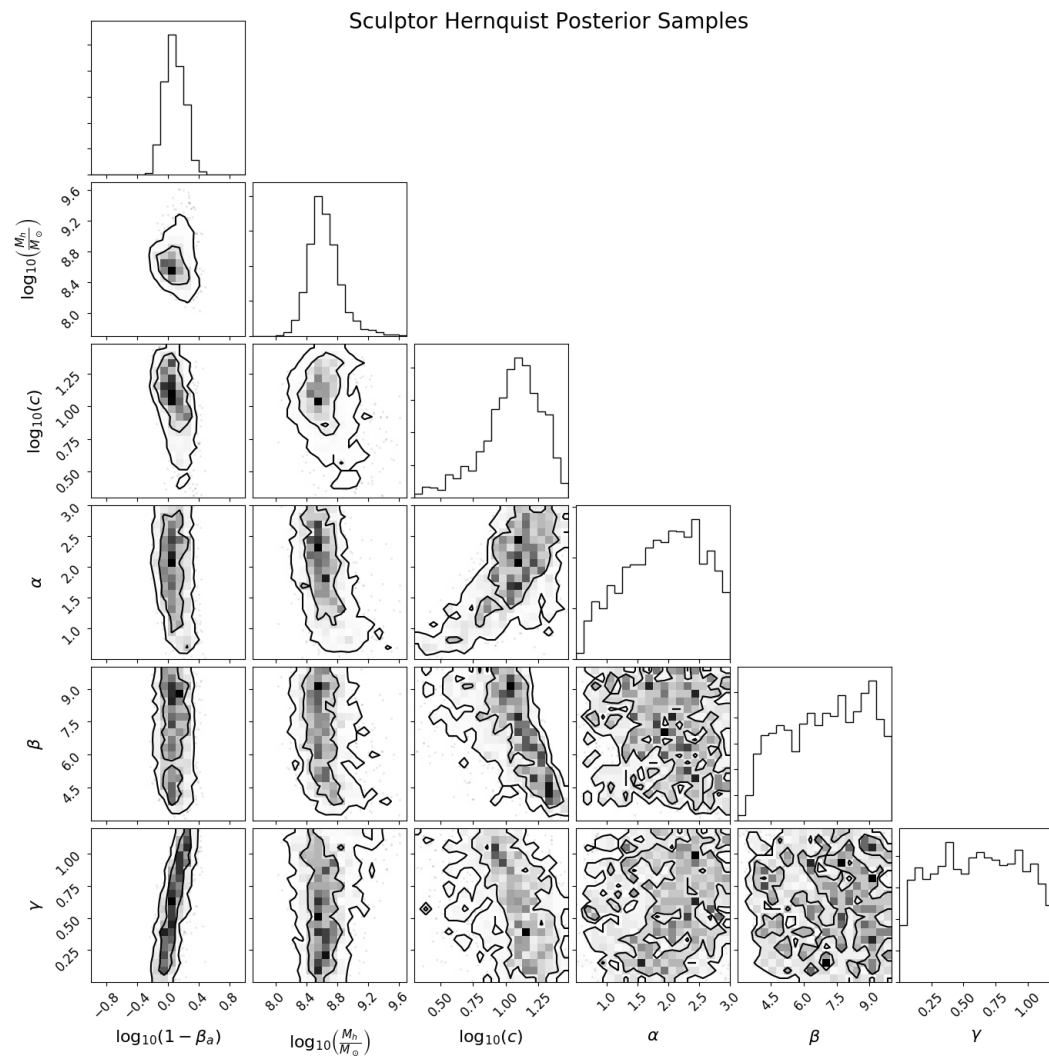 Sculptor Hernquist Posterior Samples
log₁₀(M_h/M_⊙)
9.6
9.2
8.8
8.4
8.0
log₁₀(c)
1.25
1.00
0.75
0.50
α
3.0
2.5
2.0
1.5
1.0
β
9.0
7.5
6.0
4.5
γ
1.00
0.75
0.50
0.25
−0.8 −0.4 0.0 0.4 0.8 8.0 8.4 8.8 9.2 9.6 0.50 0.75 1.00 1.25 1.0 1.5 2.0 2.5 3.0 4.5 6.0 7.5 9.0 0.25 0.50 0.75 1.00
log₁₀(1 − β_a) log₁₀(M_h/M_⊙) log₁₀(c) α β γ